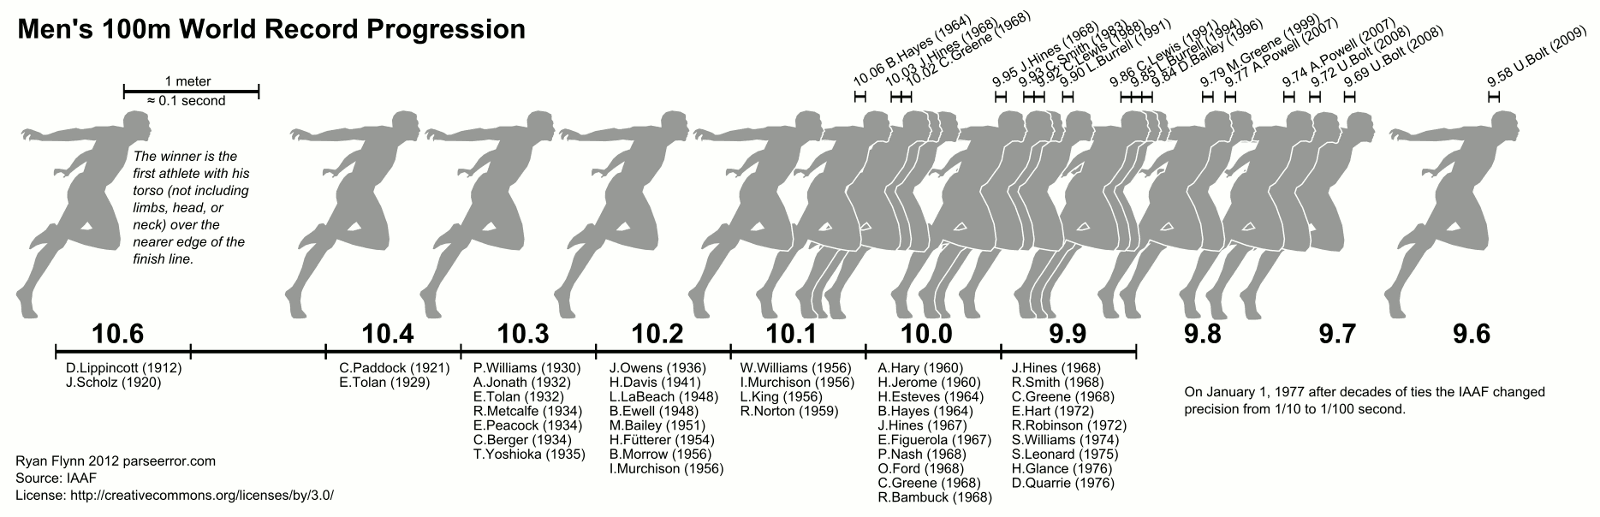 Men's 100m World Record Progression
1 meter
≈ 0.1 second
The winner is the
first athlete with his
torso (not including
limbs, head, or
neck) over the
nearer edge of the
finish line.
10.06 B.Hayes (1964)
10.03 J.Hines (1968)
10.02 C.Greene (1968)
9.95 J.Hines (1968)
9.93 C.Smith (1983)
9.92 C.Lewis (1988)
9.90 L.Burrell (1991)
9.86 C.Lewis (1991)
9.85 L.Burrell (1994)
9.84 D.Bailey (1996)
9.79 M.Greene (1999)
9.77 A.Powell (2007)
9.74 A.Powell (2007)
9.72 U.Bolt (2008)
9.69 U.Bolt (2008)
9.58 U.Bolt (2009)
10.6
D.Lippincott (1912)
J.Scholz (1920)
10.4
C.Paddock (1921)
E.Tolan (1929)
10.3
P.Williams (1930)
A.Jonath (1932)
E.Tolan (1932)
R.Metcalfe (1934)
E.Peacock (1934)
C.Berger (1934)
T.Yoshioka (1935)
10.2
J.Owens (1936)
H.Davis (1941)
L.LaBeach (1948)
B.Ewell (1948)
M.Bailey (1951)
H.Fütterer (1954)
B.Morrow (1956)
I.Murchison (1956)
10.1
W.Williams (1956)
I.Murchison (1956)
L.King (1956)
R.Norton (1959)
10.0
A.Hary (1960)
H.Jerome (1960)
H.Esteves (1964)
B.Hayes (1964)
J.Hines (1967)
E.Figuerola (1967)
P.Nash (1968)
O.Ford (1968)
C.Greene (1968)
R.Bambuck (1968)
9.9
J.Hines (1968)
R.Smith (1968)
C.Greene (1968)
E.Hart (1972)
R.Robinson (1972)
S.Williams (1974)
S.Leonard (1975)
H.Glance (1976)
D.Quarrie (1976)
9.8
9.7
9.6
On January 1, 1977 after decades of ties the IAAF changed
precision from 1/10 to 1/100 second.
Ryan Flynn 2012 parseerror.com
Source: IAAF
License: http://creativecommons.org/licenses/by/3.0/